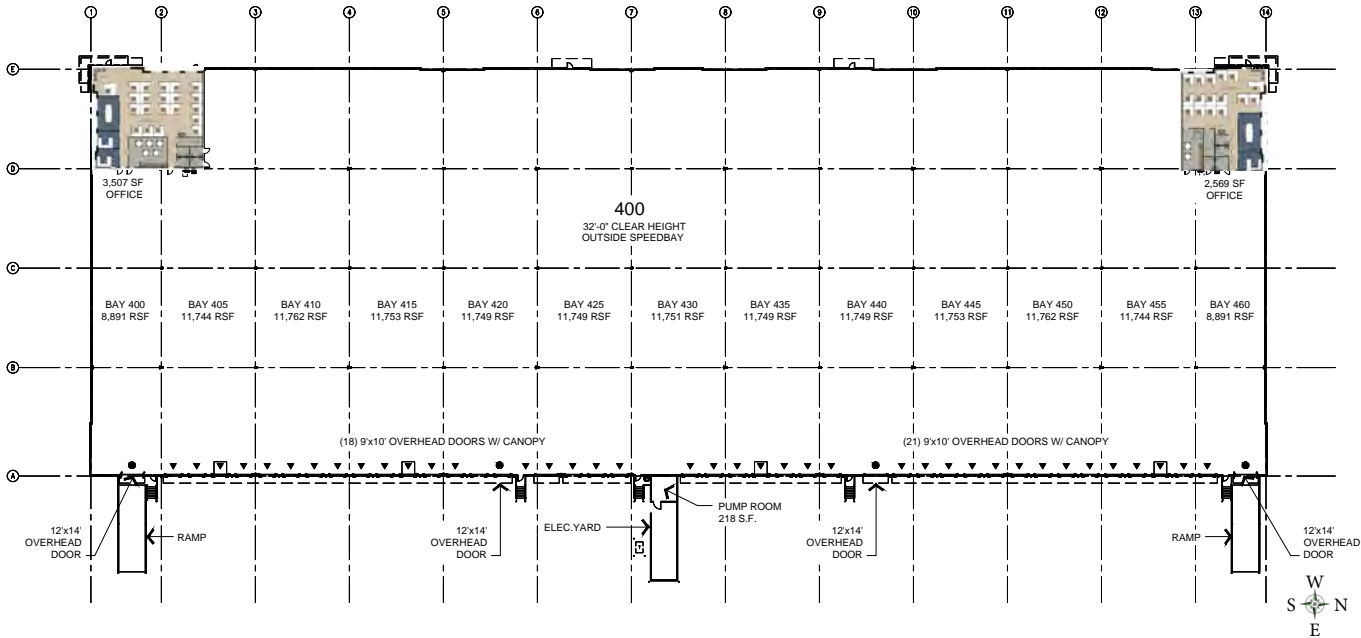 1 2 3 4 5 6 7 8 9 10 11 12 13 14
E
D
3,507 SF
OFFICE
2,569 SF
OFFICE
400
32'-0" CLEAR HEIGHT
OUTSIDE SPEEDBAY
C
BAY 400
8,891 RSF
BAY 405
11,744 RSF
BAY 410
11,762 RSF
BAY 415
11,753 RSF
BAY 420
11,749 RSF
BAY 425
11,749 RSF
BAY 430
11,751 RSF
BAY 435
11,749 RSF
BAY 440
11,749 RSF
BAY 445
11,753 RSF
BAY 450
11,762 RSF
BAY 455
11,744 RSF
BAY 460
8,891 RSF
B
(18) 9'x10' OVERHEAD DOORS W/ CANOPY
(21) 9'x10' OVERHEAD DOORS W/ CANOPY
A
12'x14'
OVERHEAD
DOOR
RAMP
12'x14'
OVERHEAD
DOOR
ELEC.YARD
PUMP ROOM
218 S.F.
12'x14'
OVERHEAD
DOOR
RAMP
12'x14'
OVERHEAD
DOOR
W
S N
E